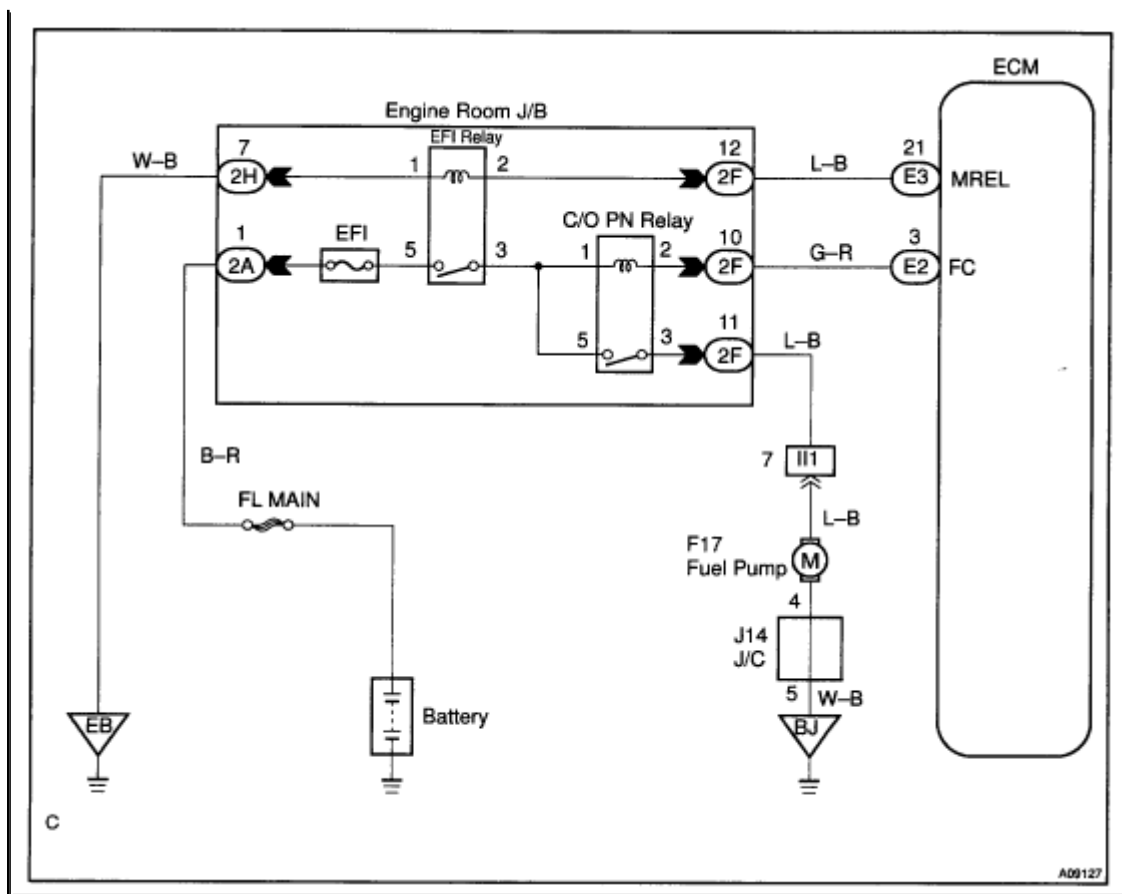 ECM
Engine Room J/B
EFI Relay
7
W–B
2H
1
2
12
2F
L–B
21
E3
MREL
C/O PN Relay
1
2A
EFI
5
3
1
2
10
2F
G–R
3
E2
FC
5
3
11
2F
L–B
B–R
7
II1
FL MAIN
L–B
F17
Fuel Pump
M
4
J14
J/C
5
W–B
EB
Battery
BJ
C
A09127